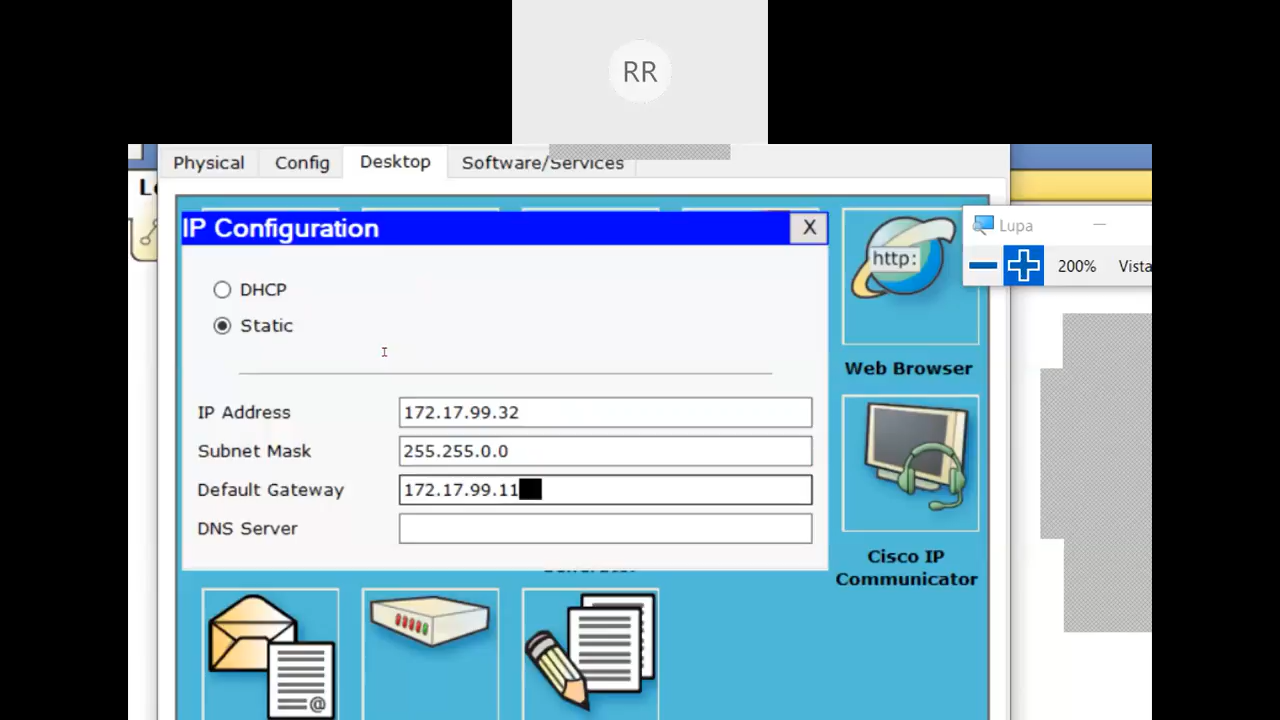 RR
Physical Config Desktop Software/Services
IP Configuration X
http:
Lupa
200% Vista
DHCP
Static
Web Browser
IP Address 172.17.99.32
Subnet Mask 255.255.0.0
Default Gateway 172.17.99.11
DNS Server
Cisco IP
Communicator
@